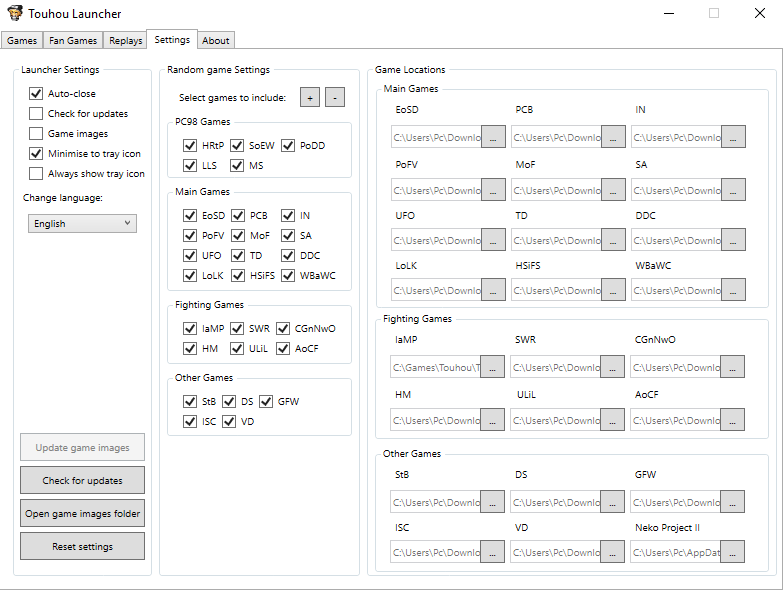 Touhou Launcher
Games Fan Games Replays Settings About
Launcher Settings
Auto-close
Check for updates
Game images
Minimise to tray icon
Always show tray icon
Change language:
English
Update game images
Check for updates
Open game images folder
Reset settings
Random game Settings
Select games to include: + -
PC98 Games
HRtP SoEW PoDD
LLS MS
Main Games
EoSD PCB IN
PoFV MoF SA
UFO TD DDC
LoLK HSiFS WBaWC
Fighting Games
IaMP SWR CGnNwO
HM ULiL AoCF
Other Games
StB DS GFW
ISC VD
Game Locations
Main Games
EoSD PCB IN
C:\Users\Pc\Downlo ... C:\Users\Pc\Downlo ... C:\Users\Pc\Downlo ...
PoFV MoF SA
C:\Users\Pc\Downlo ... C:\Users\Pc\Downlo ... C:\Users\Pc\Downlo ...
UFO TD DDC
C:\Users\Pc\Downlo ... C:\Users\Pc\Downlo ... C:\Users\Pc\Downlo ...
LoLK HSiFS WBaWC
C:\Users\Pc\Downlo ... C:\Users\Pc\Downlo ... C:\Users\Pc\Downlo ...
Fighting Games
IaMP SWR CGnNwO
C:\Games\Touhou\T ... C:\Users\Pc\Downlo ... C:\Users\Pc\Downlo ...
HM ULiL AoCF
C:\Users\Pc\Downlo ... C:\Users\Pc\Downlo ... C:\Users\Pc\Downlo ...
Other Games
StB DS GFW
C:\Users\Pc\Downlo ... C:\Users\Pc\Downlo ... C:\Users\Pc\Downlo ...
ISC VD Neko Project II
C:\Users\Pc\Downlo ... C:\Users\Pc\Downlo ... C:\Users\Pc\AppDat ...